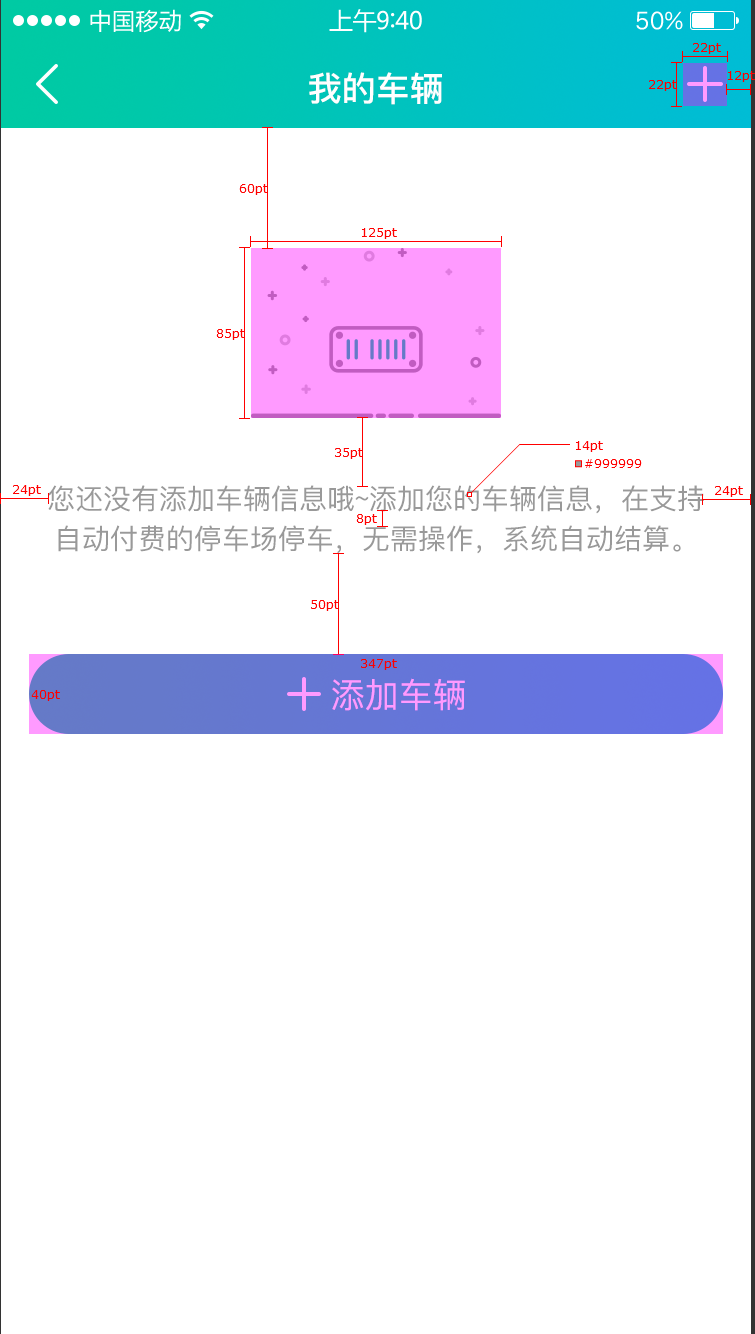 中国移动 上午9:40 50%
22pt
我的车辆 22pt 12pt
60pt
125pt
85pt
14pt
35pt
#999999
24pt 您还没有添加车辆信息哦~添加您的车辆信息，在支持 24pt
8pt
自动付费的停车场停车，无需操作，系统自动结算。
50pt
347pt
40pt + 添加车辆